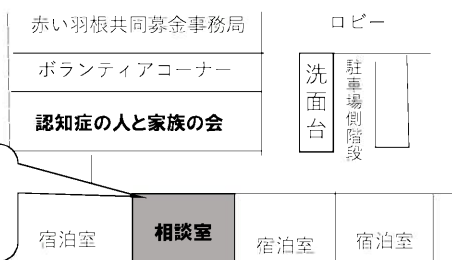 赤い羽根共同募金事務局
ロビー
ボランティアコーナー
洗面台
駐車場側階段
認知症の人と家族の会
宿泊室
相談室
宿泊室
宿泊室